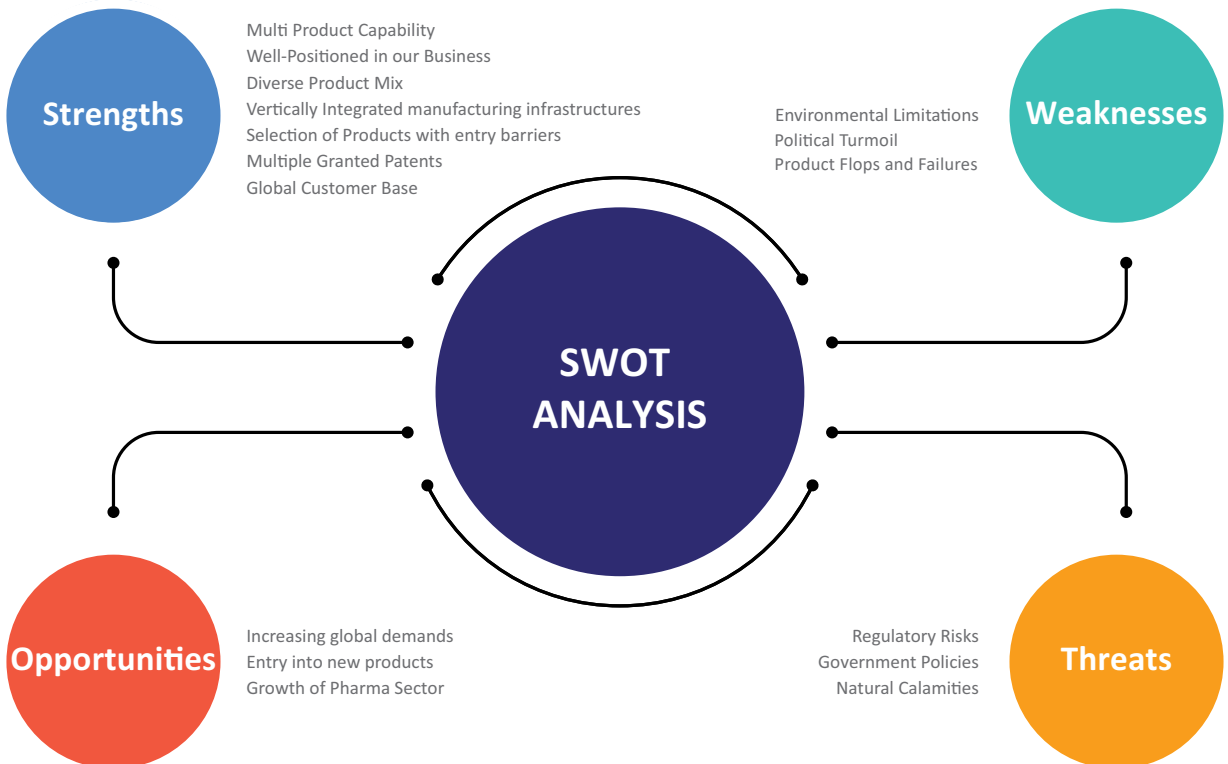 Strengths
Multi Product Capability
Well-Positioned in our Business
Diverse Product Mix
Vertically Integrated manufacturing infrastructures
Selection of Products with entry barriers
Multiple Granted Patents
Global Customer Base
Weaknesses
Environmental Limitations
Political Turmoil
Product Flops and Failures
SWOT
ANALYSIS
Opportunities
Increasing global demands
Entry into new products
Growth of Pharma Sector
Threats
Regulatory Risks
Government Policies
Natural Calamities